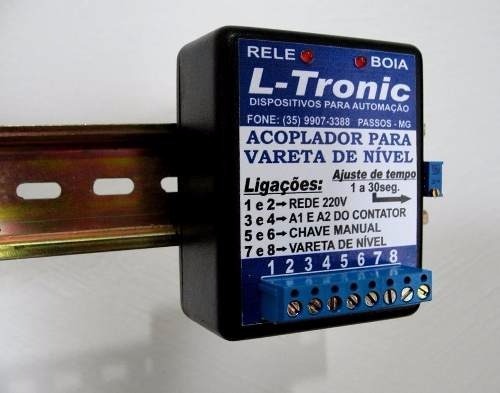 RELE BOIA
L-Tronic
DISPOSITIVOS PARA AUTOMAÇÃO
FONE: (35) 9907-3388 PASSOS - MG
ACOPLADOR PARA
VARETA DE NÍVEL
Ligações:
Ajuste de tempo
1 a 30seg.
1 e 2→ REDE 220V
3 e 4→ A1 E A2 DO CONTATOR
5 e 6→ CHAVE MANUAL
7 e 8→ VARETA DE NÍVEL
1 2 3 4 5 6 7 8